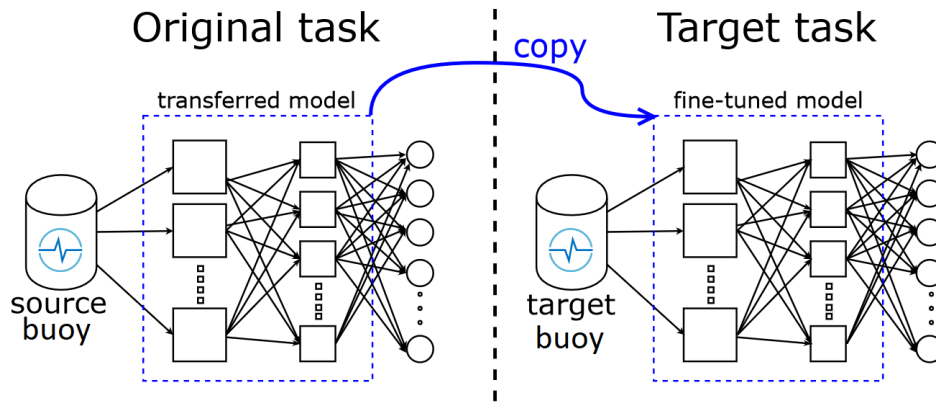 Original task
Target task
copy
transferred model
fine-tuned model
source
buoy
target
buoy